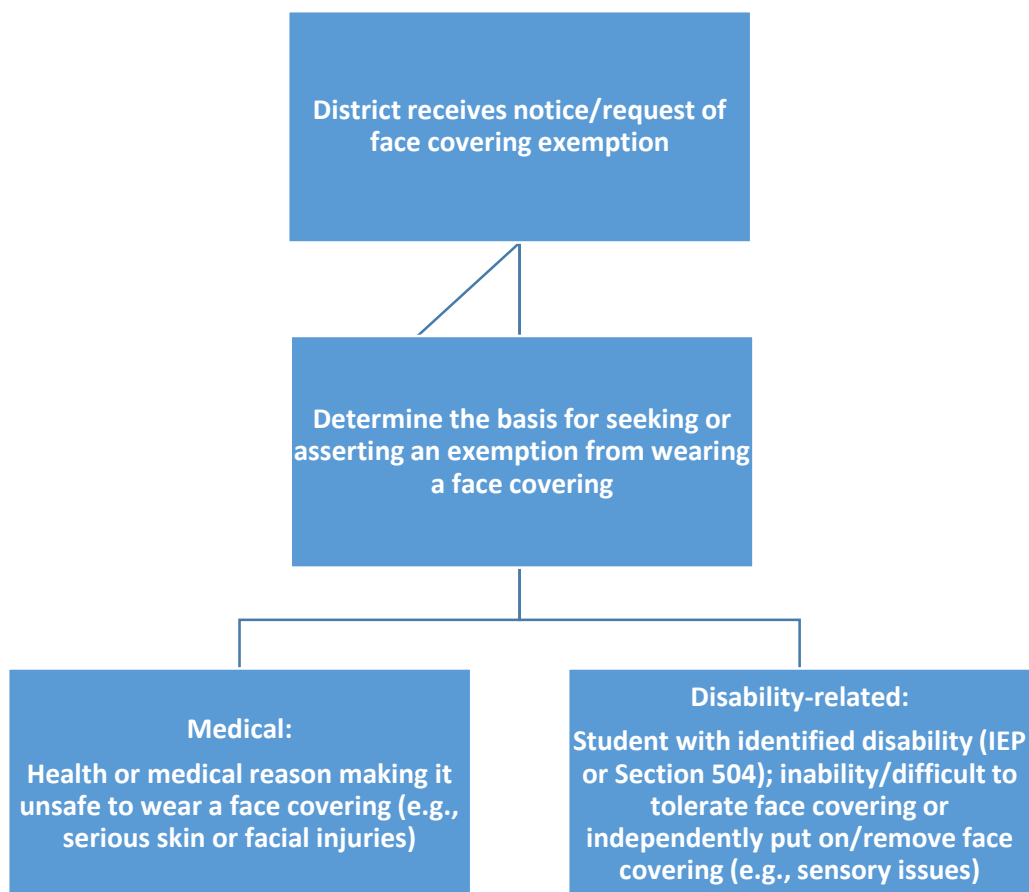 District receives notice/request of
face covering exemption
Determine the basis for seeking or
asserting an exemption from wearing
a face covering
Medical:
Health or medical reason making it
unsafe to wear a face covering (e.g.,
serious skin or facial injuries)
Disability-related:
Student with identified disability (IEP
or Section 504); inability/difficult to
tolerate face covering or
independently put on/remove face
covering (e.g., sensory issues)